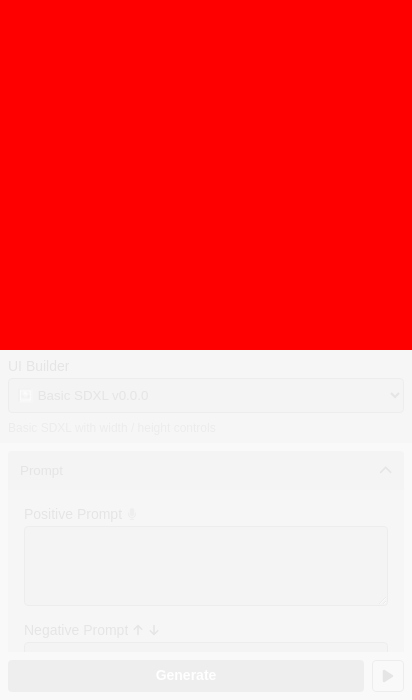 UI Builder
Basic SDXL v0.0.0
Basic SDXL with width / height controls
Prompt
Positive Prompt
Negative Prompt ↑ ↓
Generate